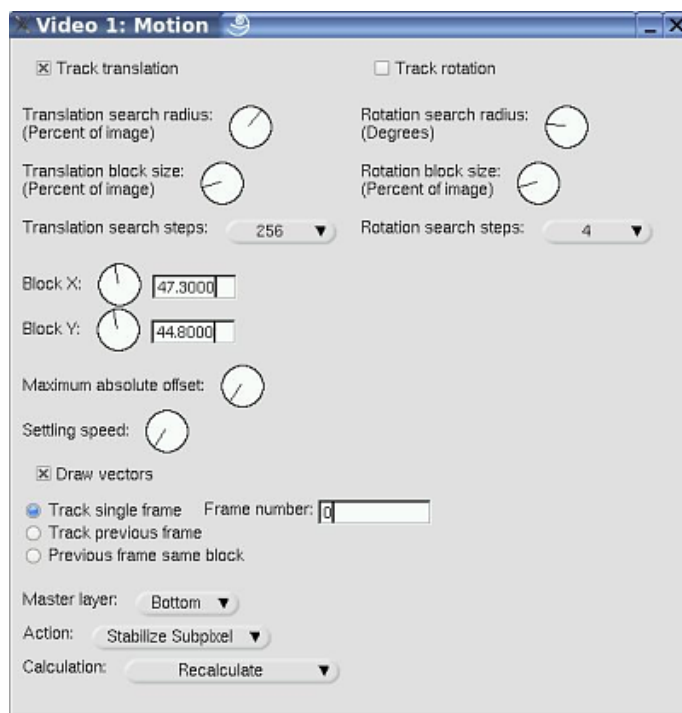 Video 1: Motion
Track translation Track rotation
Translation search radius: Rotation search radius:
(Percent of image) (Degrees)
Translation block size: Rotation block size:
(Percent of image) (Percent of image)
Translation search steps: 256 Rotation search steps: 4
Block X: 47.3000
Block Y: 44.8000
Maximum absolute offset:
Settling speed:
Draw vectors
Track single frame Frame number: 0
Track previous frame
Previous frame same block
Master layer: Bottom
Action: Stabilize Subpixel
Calculation: Recalculate